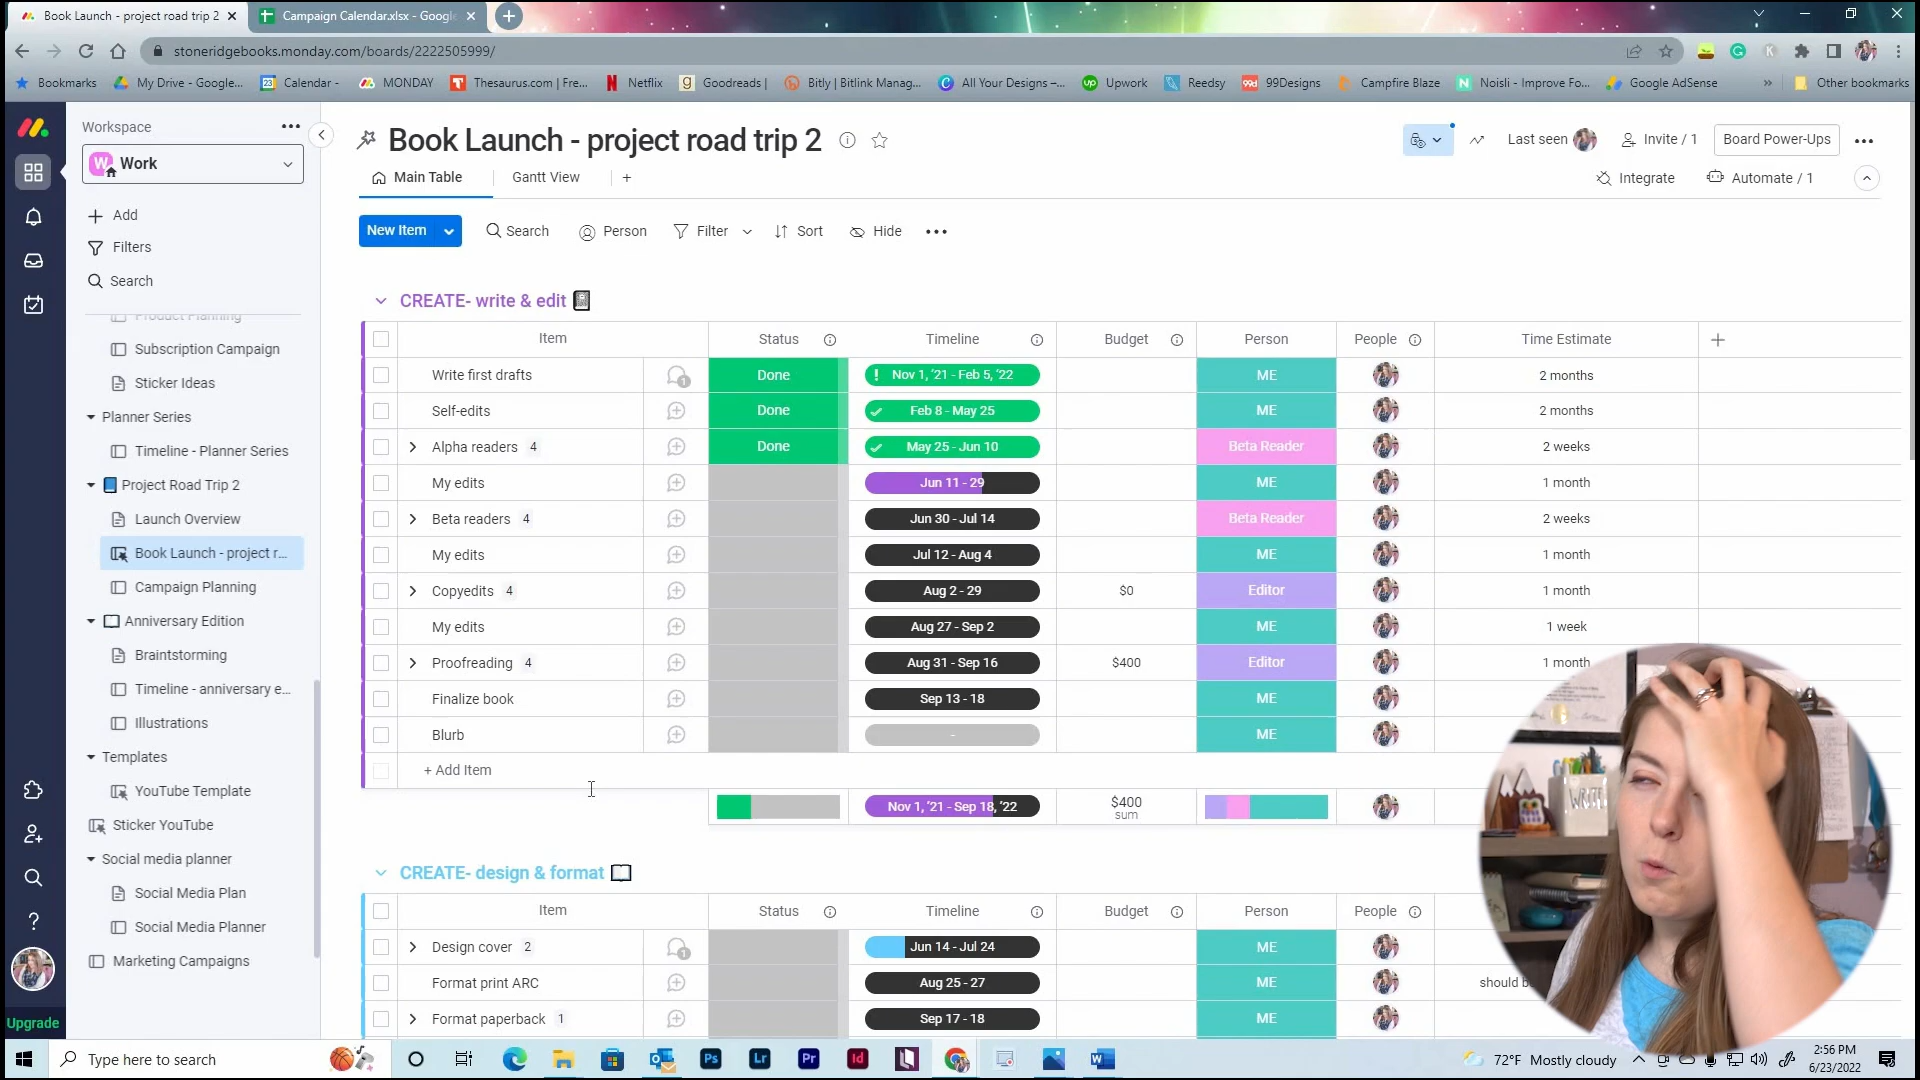 Book Launch - project road trip 2
Campaign Calendar.xlsx - Google
stoneridgebooks.monday.com/boards/2222505999/
Bookmarks My Drive - Google... Calendar - MONDAY Thesaurus.com | Fre... Netflix Goodreads | Bitly | Bitlink Manag... All Your Designs –... Upwork Reedsy 99Designs Campfire Blaze Noisli - Improve Fo... Google AdSense » Other bookmarks
Workspace
Work
Add
Filters
Search
Product Planning
Subscription Campaign
Sticker Ideas
Planner Series
Timeline - Planner Series
Project Road Trip 2
Launch Overview
Book Launch - project r...
Campaign Planning
Anniversary Edition
Braintstorming
Timeline - anniversary e...
Illustrations
Templates
YouTube Template
Sticker YouTube
Social media planner
Social Media Plan
Social Media Planner
Marketing Campaigns
Upgrade
Book Launch - project road trip 2
Last seen Invite / 1 Board Power-Ups
Main Table Gantt View + Integrate Automate / 1
New Item Search Person Filter Sort Hide
CREATE- write & edit
Item Status Timeline Budget Person People Time Estimate
Write first drafts 1 Done ! Nov 1, '21 - Feb 5, '22 ME 2 months
Self-edits Done Feb 8 - May 25 ME 2 months
Alpha readers 4 Done May 25 - Jun 10 Beta Reader 2 weeks
My edits Jun 11 - 29 ME 1 month
Beta readers 4 Jun 30 - Jul 14 Beta Reader 2 weeks
My edits Jul 12 - Aug 4 ME 1 month
Copyedits 4 Aug 2 - 29 $0 Editor 1 month
My edits Aug 27 - Sep 2 ME 1 week
Proofreading 4 Aug 31 - Sep 16 $400 Editor 1 month
Finalize book Sep 13 - 18 ME
Blurb - ME
+ Add Item
Nov 1, '21 - Sep 18, '22 $400
sum
CREATE- design & format
Item Status Timeline Budget Person People
Design cover 2 1 Jun 14 - Jul 24 ME
Format print ARC Aug 25 - 27 ME should
Format paperback 1 Sep 17 - 18 ME
WRITE
Type here to search
Ps Lr Pr Id
72°F Mostly cloudy
2:56 PM
6/23/2022